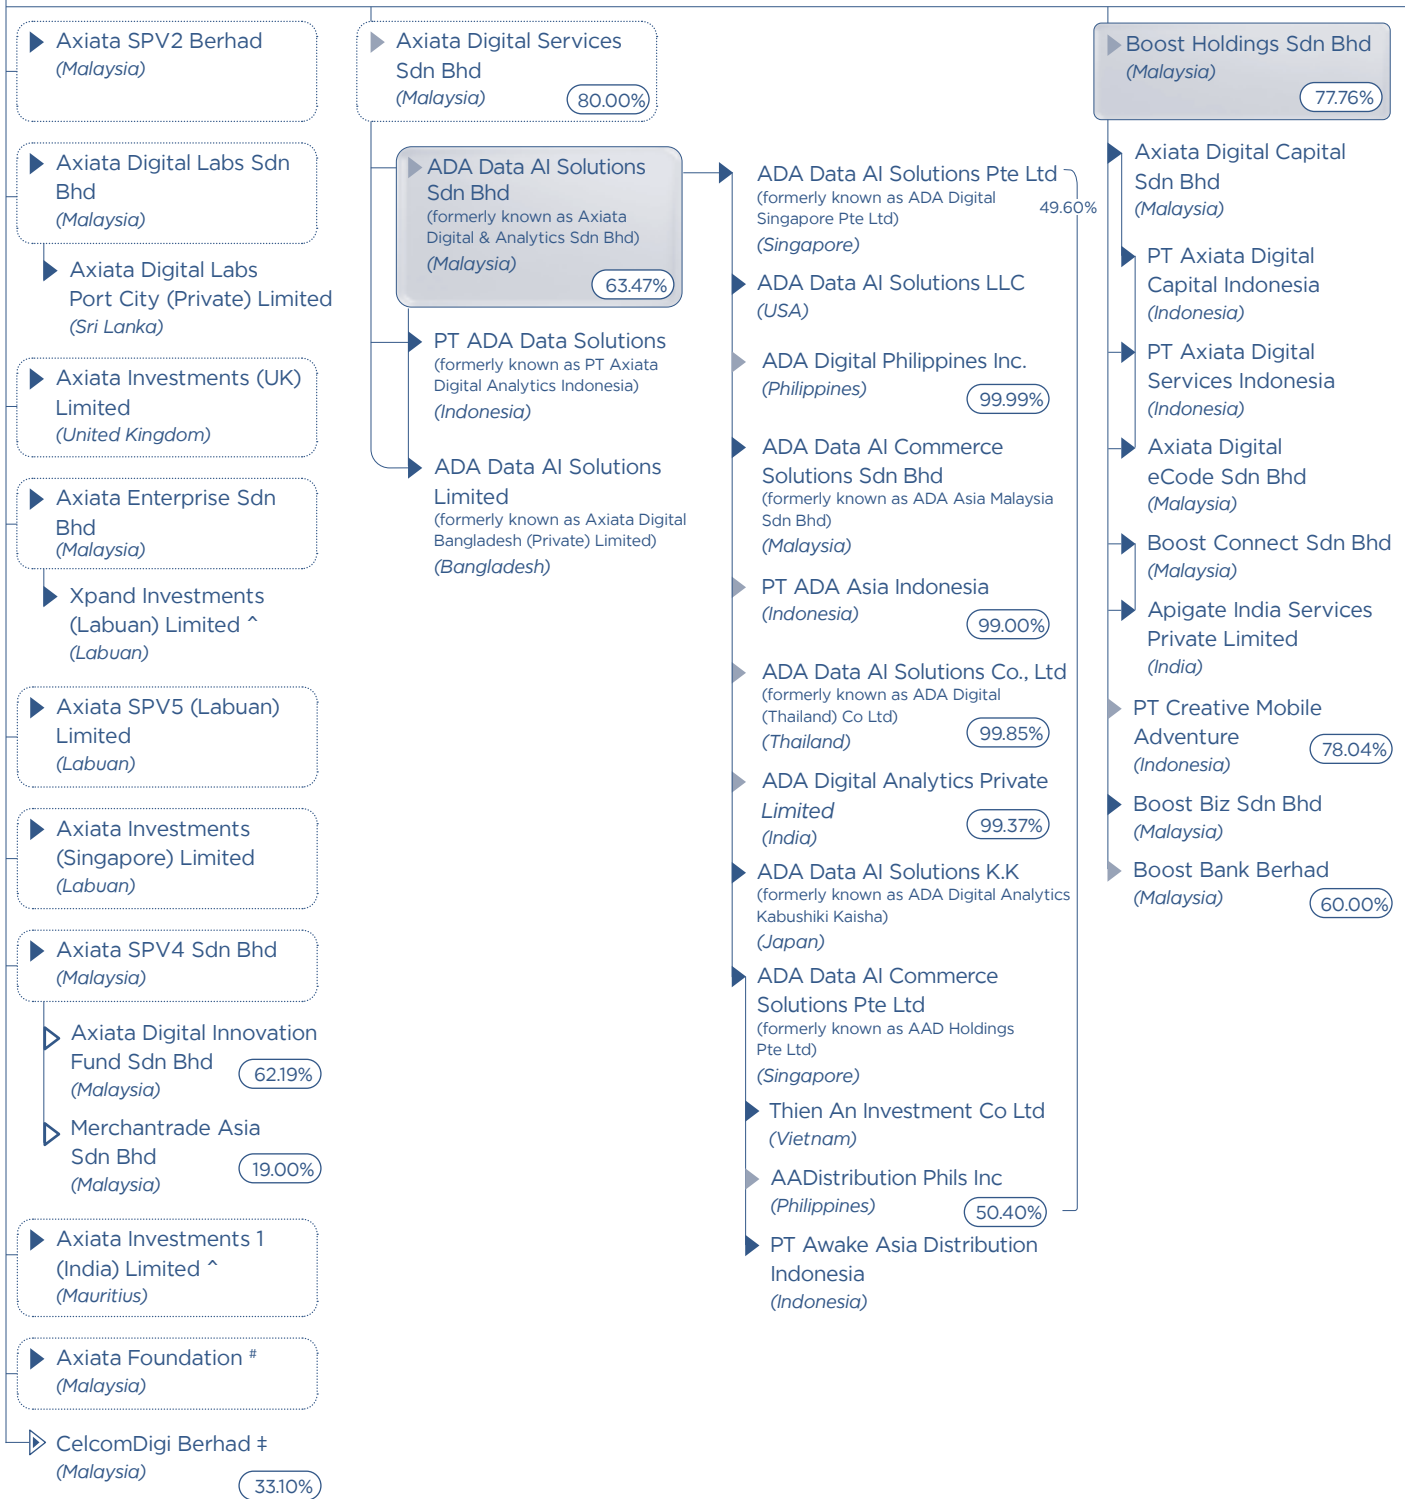 Axiata SPV2 Berhad
(Malaysia)
Axiata Digital Labs Sdn
Bhd
(Malaysia)
Axiata Digital Labs
Port City (Private) Limited
(Sri Lanka)
Axiata Investments (UK)
Limited
(United Kingdom)
Axiata Enterprise Sdn
Bhd
(Malaysia)
Xpand Investments
(Labuan) Limited ^
(Labuan)
Axiata SPV5 (Labuan)
Limited
(Labuan)
Axiata Investments
(Singapore) Limited
(Labuan)
Axiata SPV4 Sdn Bhd
(Malaysia)
Axiata Digital Innovation
Fund Sdn Bhd
62.19%
(Malaysia)
Merchantrade Asia
Sdn Bhd
19.00%
(Malaysia)
Axiata Investments 1
(India) Limited ^
(Mauritius)
Axiata Foundation #
(Malaysia)
CelcomDigi Berhad ‡
(Malaysia)
33.10%
Axiata Digital Services
Sdn Bhd
(Malaysia)
80.00%
ADA Data AI Solutions
Sdn Bhd
(formerly known as Axiata
Digital & Analytics Sdn Bhd)
(Malaysia)
63.47%
PT ADA Data Solutions
(formerly known as PT Axiata
Digital Analytics Indonesia)
(Indonesia)
ADA Data AI Solutions
Limited
(formerly known as Axiata Digital
Bangladesh (Private) Limited)
(Bangladesh)
ADA Data AI Solutions Pte Ltd
(formerly known as ADA Digital
Singapore Pte Ltd)
49.60%
(Singapore)
ADA Data AI Solutions LLC
(USA)
ADA Digital Philippines Inc.
(Philippines)
99.99%
ADA Data AI Commerce
Solutions Sdn Bhd
(formerly known as ADA Asia Malaysia
Sdn Bhd)
(Malaysia)
PT ADA Asia Indonesia
(Indonesia)
99.00%
ADA Data AI Solutions Co., Ltd
(formerly known as ADA Digital
(Thailand) Co Ltd)
(Thailand)
99.85%
ADA Digital Analytics Private
Limited
(India)
99.37%
ADA Data AI Solutions K.K
(formerly known as ADA Digital Analytics
Kabushiki Kaisha)
(Japan)
ADA Data AI Commerce
Solutions Pte Ltd
(formerly known as AAD Holdings
Pte Ltd)
(Singapore)
Thien An Investment Co Ltd
(Vietnam)
AADistribution Phils Inc
(Philippines)
50.40%
PT Awake Asia Distribution
Indonesia
(Indonesia)
Boost Holdings Sdn Bhd
(Malaysia)
77.76%
Axiata Digital Capital
Sdn Bhd
(Malaysia)
PT Axiata Digital
Capital Indonesia
(Indonesia)
PT Axiata Digital
Services Indonesia
(Indonesia)
Axiata Digital
eCode Sdn Bhd
(Malaysia)
Boost Connect Sdn Bhd
(Malaysia)
Apigate India Services
Private Limited
(India)
PT Creative Mobile
Adventure
78.04%
(Indonesia)
Boost Biz Sdn Bhd
(Malaysia)
Boost Bank Berhad
(Malaysia)
60.00%